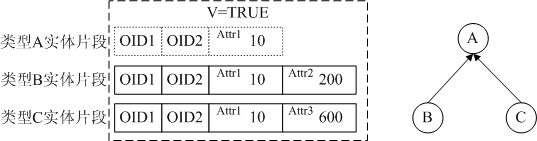 V=TRUE
类型A实体片段 OID1 OID2 Attr1 10
类型B实体片段 OID1 OID2 Attr1 10 Attr2 200
类型C实体片段 OID1 OID2 Attr1 10 Attr3 600
A
B C